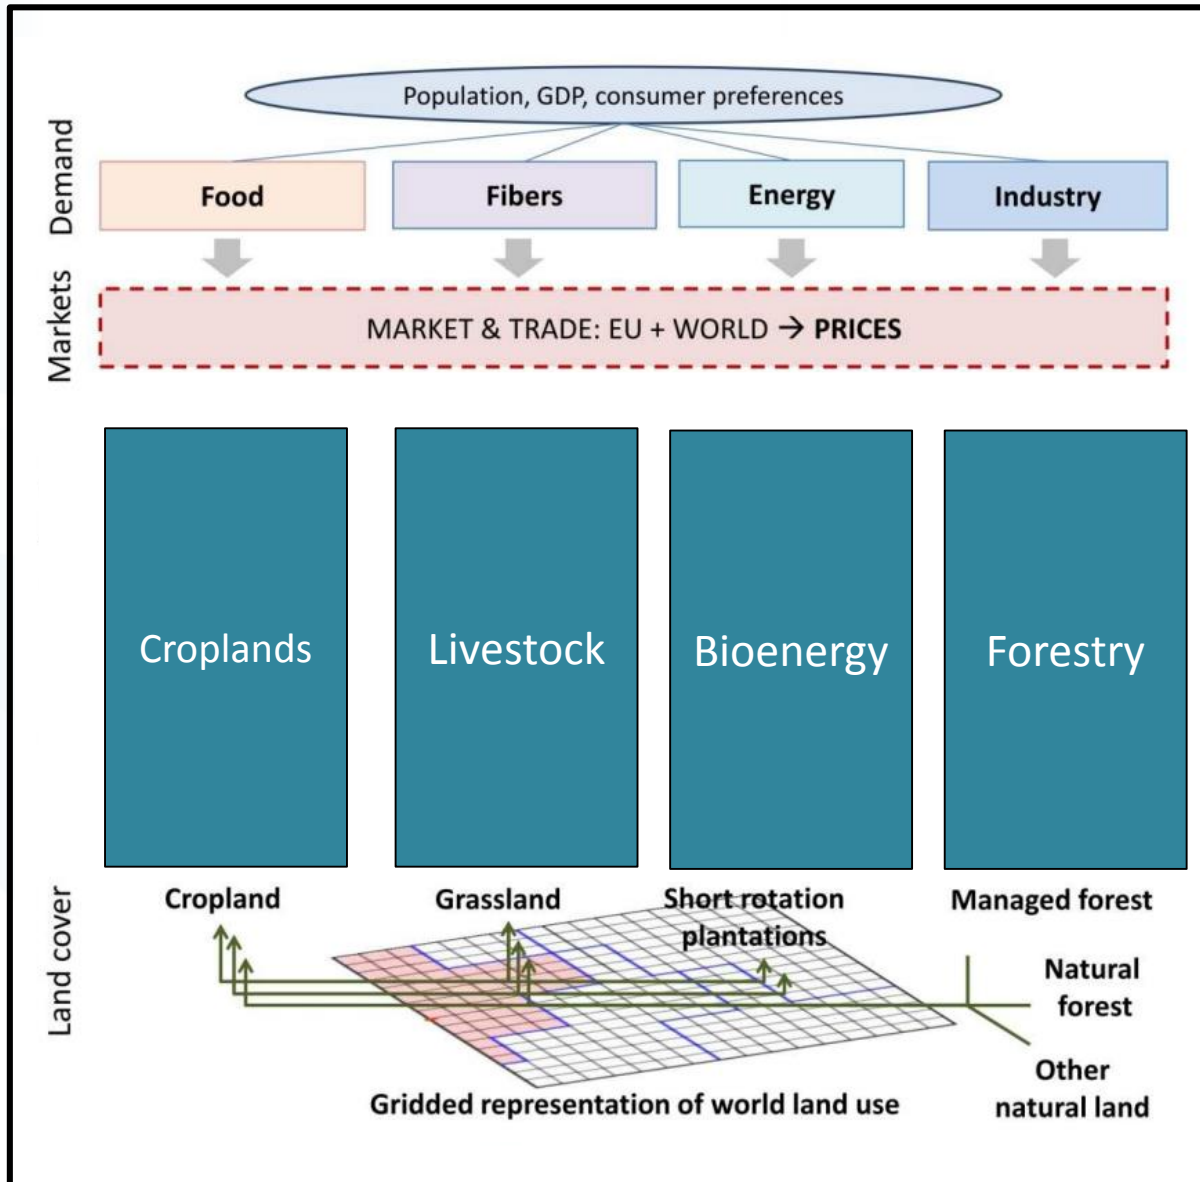 Population, GDP, consumer preferences
Demand
Food
Fibers
Energy
Industry
Markets
MARKET & TRADE: EU + WORLD → PRICES
Croplands
Livestock
Bioenergy
Forestry
Land cover
Cropland
Grassland
Short rotation
plantations
Managed forest
Natural
forest
Other
natural land
Gridded representation of world land use